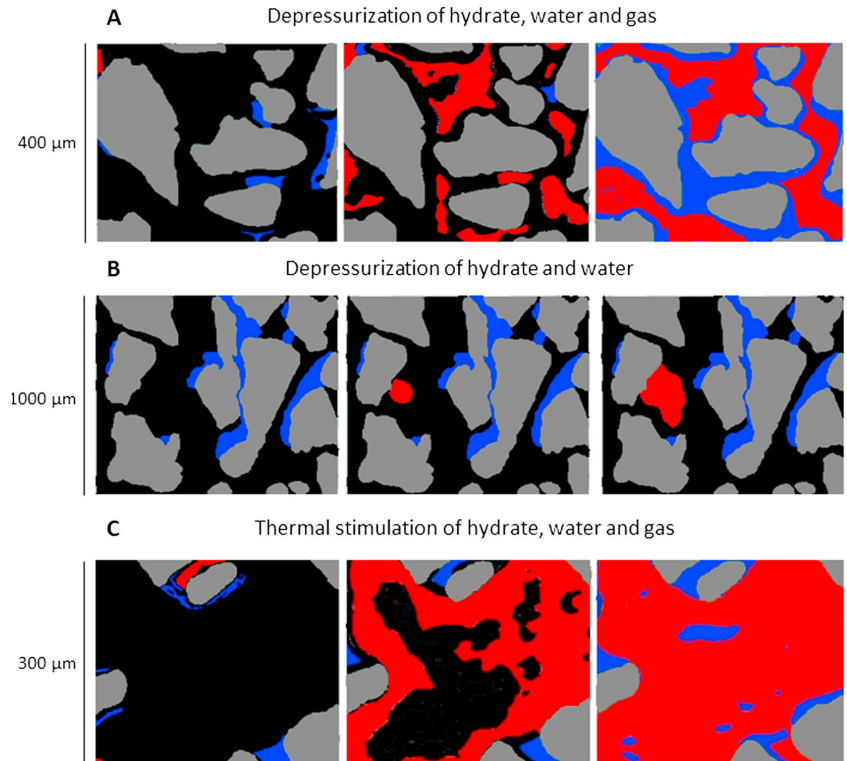 A Depressurization of hydrate, water and gas
400 µm
B Depressurization of hydrate and water
1000 µm
C Thermal stimulation of hydrate, water and gas
300 µm